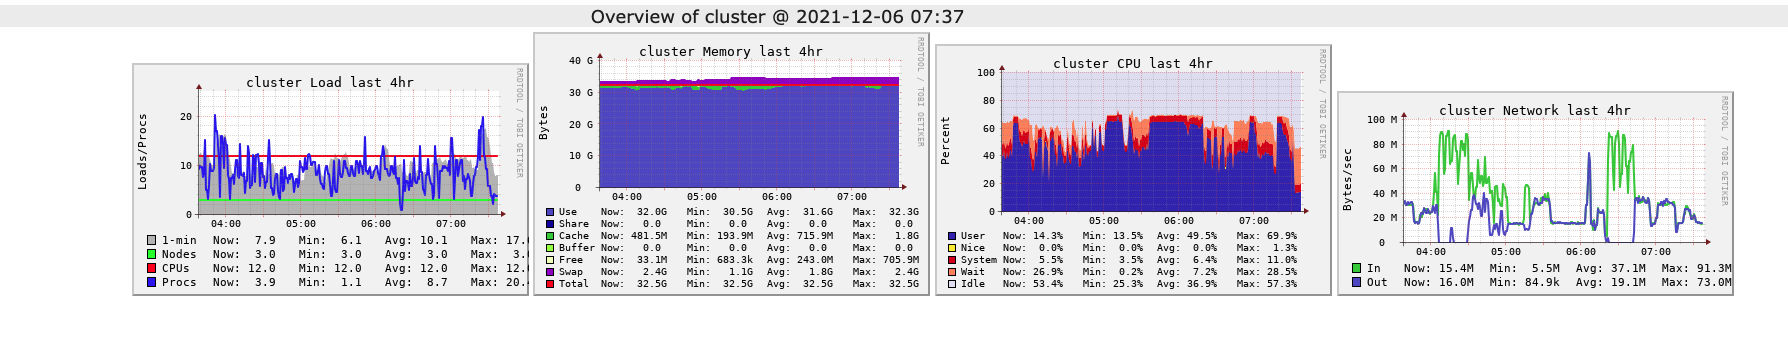 Overview of cluster @ 2021-12-06 07:37
cluster Load last 4hr
RRDTOOL / TOBI OETIKER
Loads/Procs
20
10
0
04:00 05:00 06:00 07:00
1-min Now: 7.9 Min: 6.1 Avg: 10.1 Max: 17.
Nodes Now: 3.0 Min: 3.0 Avg: 3.0 Max: 3.
CPUs Now: 12.0 Min: 12.0 Avg: 12.0 Max: 12.
Procs Now: 3.9 Min: 1.1 Avg: 8.7 Max: 20.
cluster Memory last 4hr
RRDTOOL / TOBI OETIKER
Bytes
40 G
30 G
20 G
10 G
0
04:00 05:00 06:00 07:00
Use Now: 32.0G Min: 30.5G Avg: 31.6G Max: 32.3G
Share Now: 0.0 Min: 0.0 Avg: 0.0 Max: 0.0
Cache Now: 481.5M Min: 193.9M Avg: 715.9M Max: 1.8G
Buffer Now: 0.0 Min: 0.0 Avg: 0.0 Max: 0.0
Free Now: 33.1M Min: 683.3k Avg: 243.0M Max: 705.9M
Swap Now: 2.4G Min: 1.1G Avg: 1.8G Max: 2.4G
Total Now: 32.5G Min: 32.5G Avg: 32.5G Max: 32.5G
cluster CPU last 4hr
RRDTOOL / TOBI OETIKER
Percent
100
80
60
40
20
0
04:00 05:00 06:00 07:00
User Now: 14.3% Min: 13.5% Avg: 49.5% Max: 69.9%
Nice Now: 0.0% Min: 0.0% Avg: 0.0% Max: 1.3%
System Now: 5.5% Min: 3.5% Avg: 6.4% Max: 11.0%
Wait Now: 26.9% Min: 0.2% Avg: 7.2% Max: 28.5%
Idle Now: 53.4% Min: 25.3% Avg: 36.9% Max: 57.3%
cluster Network last 4hr
RRDTOOL / TOBI OETIKER
Bytes/sec
100 M
80 M
60 M
40 M
20 M
0
04:00 05:00 06:00 07:00
In Now: 15.4M Min: 5.5M Avg: 37.1M Max: 91.3M
Out Now: 16.0M Min: 84.9k Avg: 19.1M Max: 73.0M